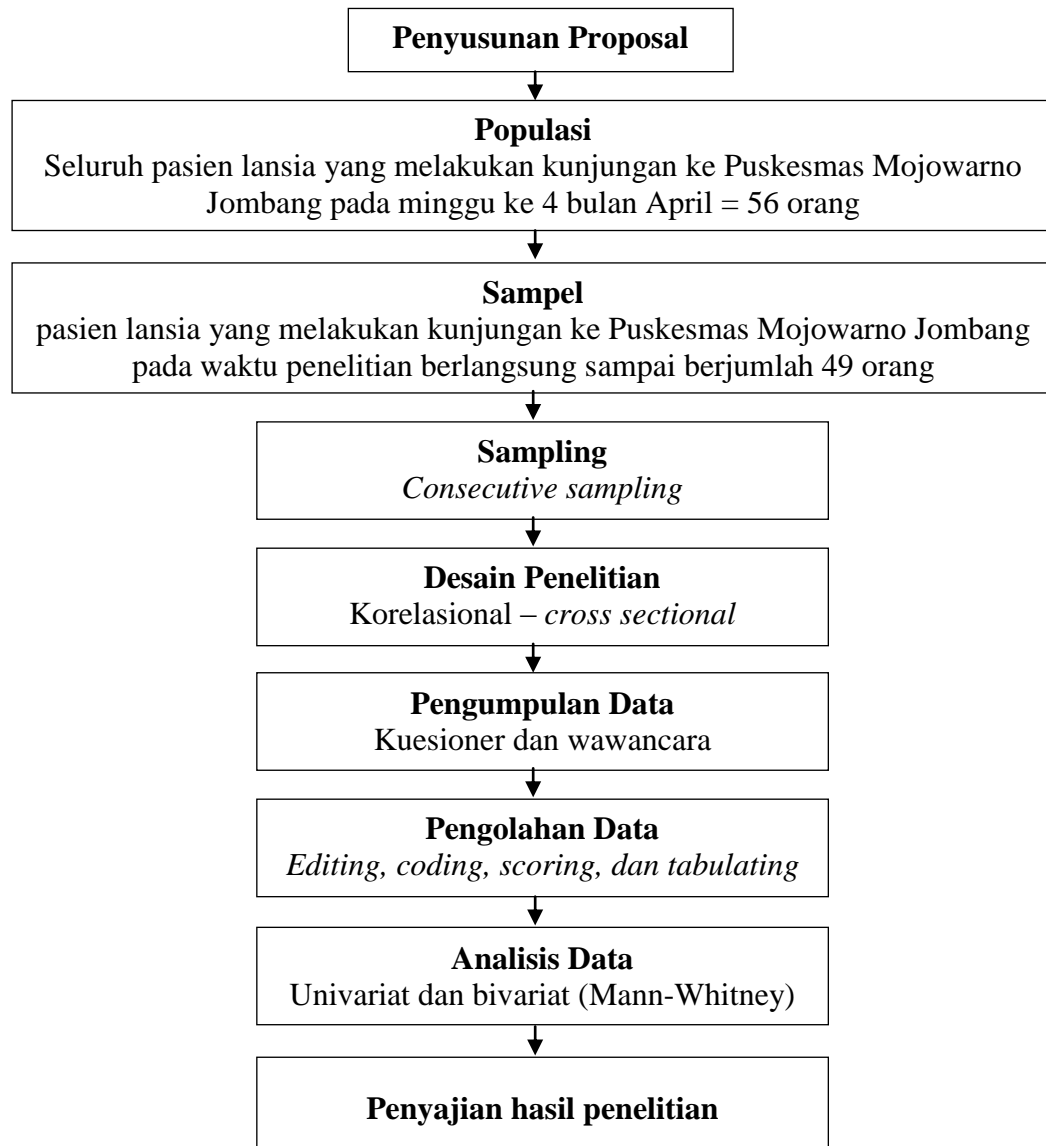 Penyusunan Proposal
Populasi
Seluruh pasien lansia yang melakukan kunjungan ke Puskesmas Mojowarno
Jombang pada minggu ke 4 bulan April = 56 orang
Sampel
pasien lansia yang melakukan kunjungan ke Puskesmas Mojowarno Jombang
pada waktu penelitian berlangsung sampai berjumlah 49 orang
Sampling
Consecutive sampling
Desain Penelitian
Korelasional – cross sectional
Pengumpulan Data
Kuesioner dan wawancara
Pengolahan Data
Editing, coding, scoring, dan tabulating
Analisis Data
Univariat dan bivariat (Mann-Whitney)
Penyajian hasil penelitian